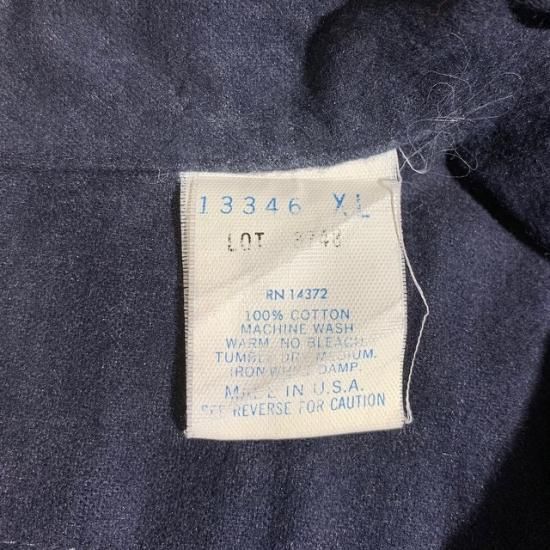 13346 XL
LOT 3748
RN 14372
100% COTTON
MACHINE WASH
WARM. NO BLEACH.
TUMBLE DRY MEDIUM.
IRON WHILE DAMP.
MADE IN U.S.A.
SEE REVERSE FOR CAUTION